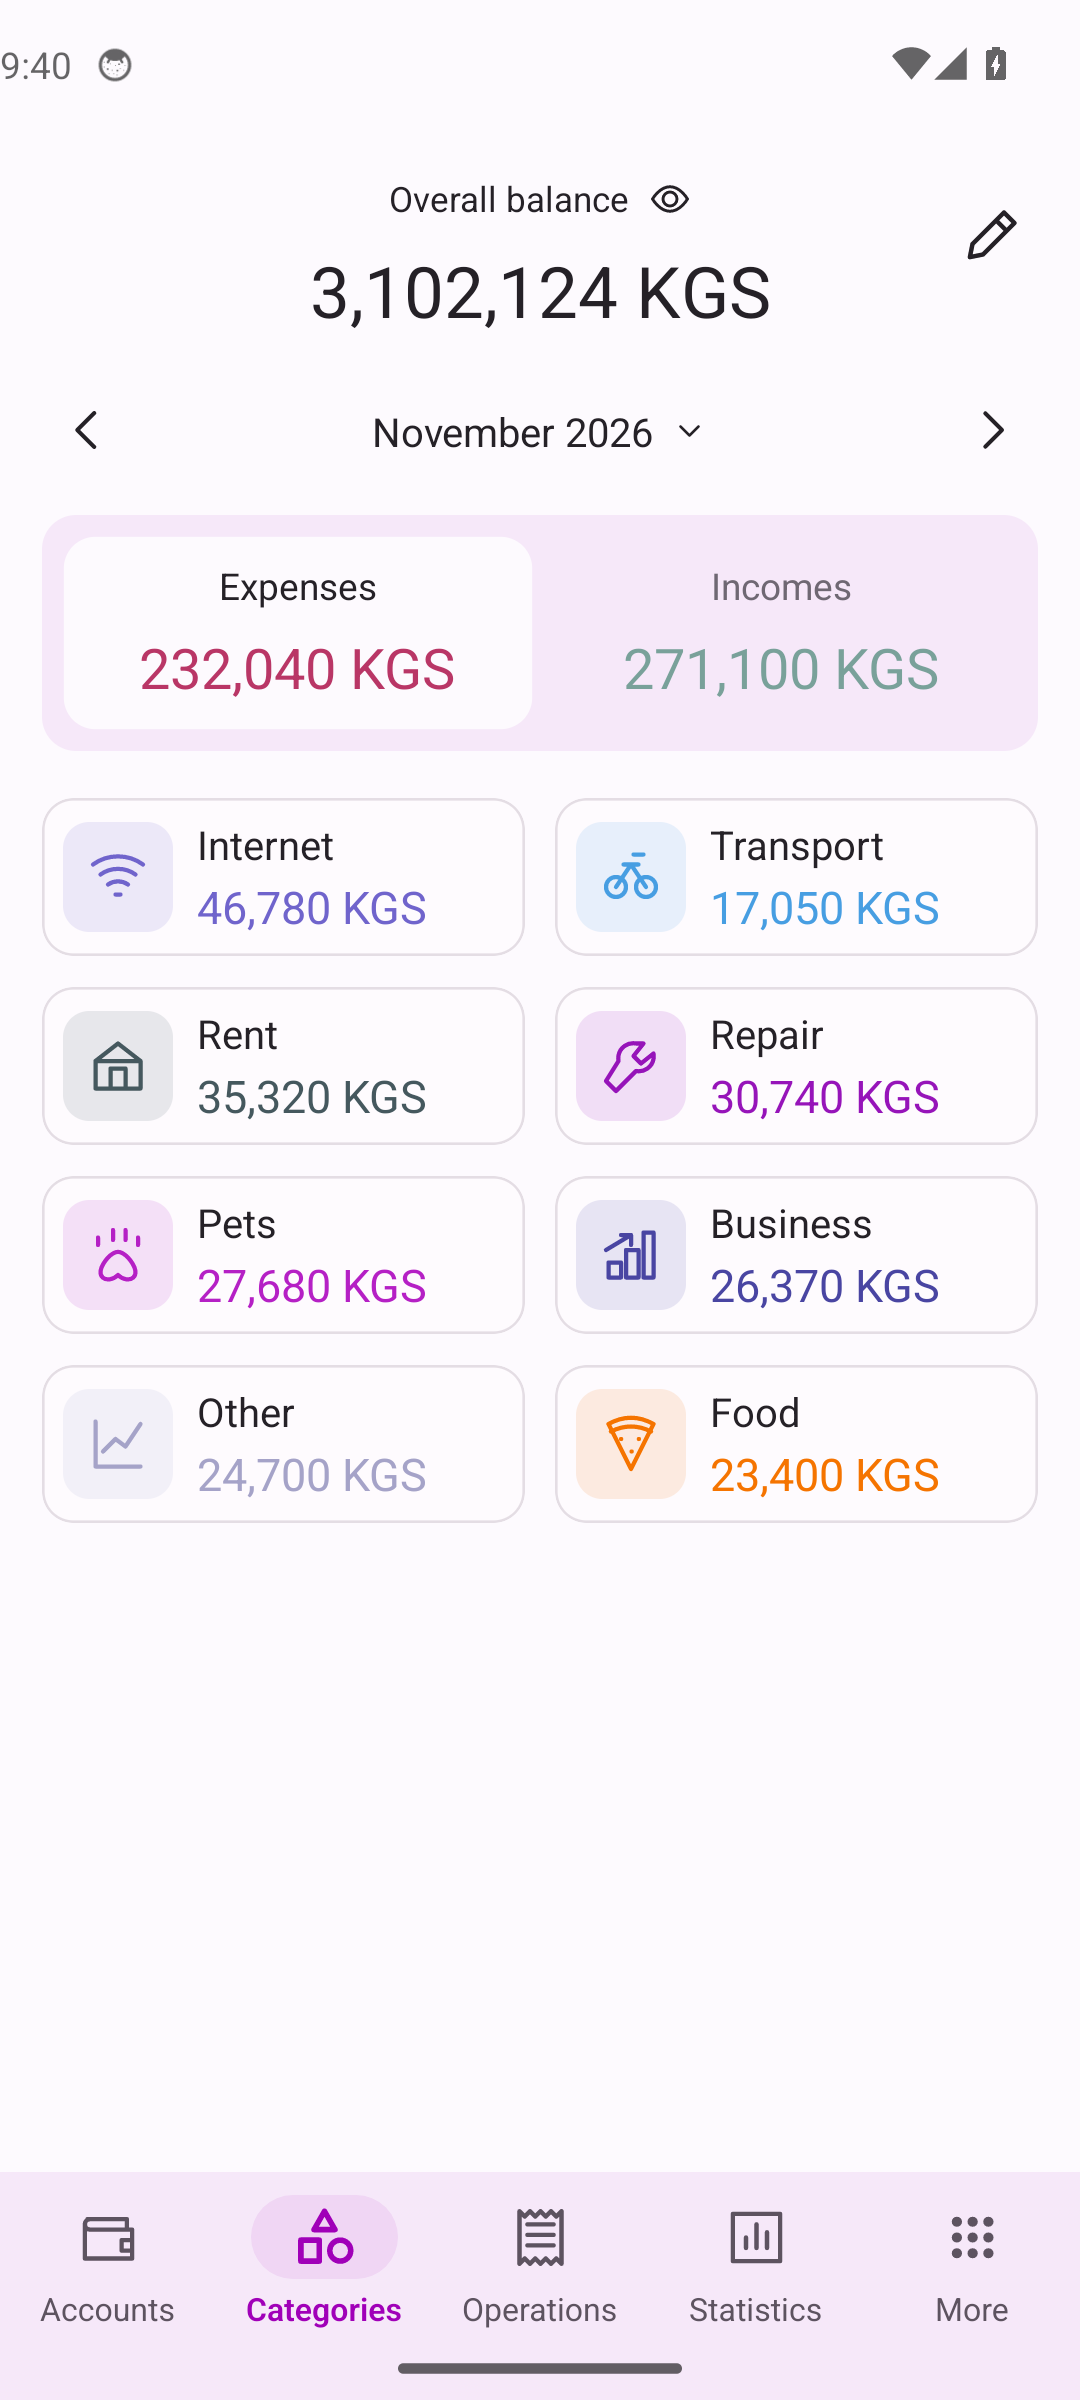 9:40
Overall balance
3,102,124 KGS
November 2026
Expenses
232,040 KGS
Incomes
271,100 KGS
Internet
46,780 KGS
Transport
17,050 KGS
Rent
35,320 KGS
Repair
30,740 KGS
Pets
27,680 KGS
Business
26,370 KGS
Other
24,700 KGS
Food
23,400 KGS
Accounts
Categories
Operations
Statistics
More